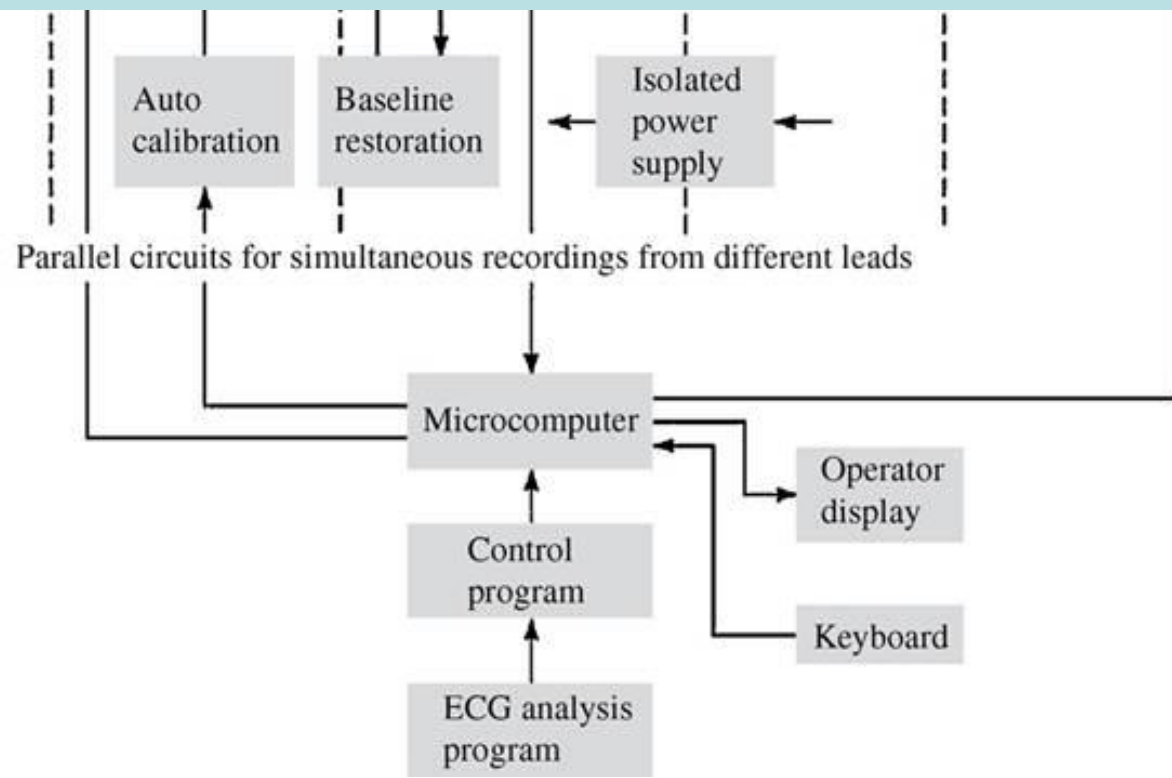 Auto
calibration
Baseline
restoration
Isolated
power
supply
Parallel circuits for simultaneous recordings from different leads
Microcomputer
Operator
display
Control
program
Keyboard
ECG analysis
program